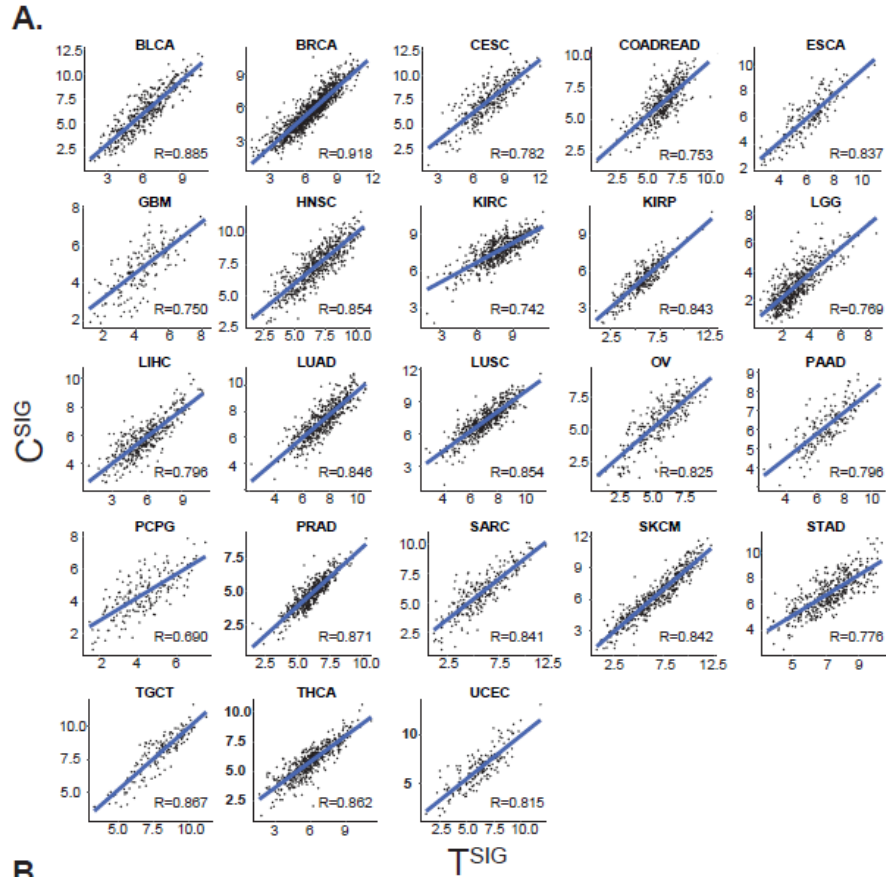 A.
BLCA
12.5
10.0
7.5
5.0
2.5
R=0.885
3 6 9
BRCA
9
6
3
R=0.918
3 6 9 12
CESC
12.5
10.0
7.5
5.0
2.5
R=0.782
3 6 9 12
COADREAD
10.0
7.5
5.0
2.5
R=0.753
2.5 5.0 7.5 10.0
ESCA
10
8
6
4
2
R=0.837
4 6 8 10
GBM
8
6
4
2
R=0.750
2 4 6 8
HNSC
10.0
7.5
5.0
2.5
R=0.854
2.5 5.0 7.5 10.0
KIRC
9
6
3
R=0.742
3 6 9
KIRP
9
6
3
R=0.843
2.5 7.5 12.5
LGG
8
6
4
2
R=0.769
2 4 6 8
LIHC
10
8
6
4
R=0.796
3 6 9
LUAD
10
8
6
4
R=0.846
4 6 8 10
LUSC
12
9
6
3
R=0.854
4 6 8 10
OV
7.5
5.0
2.5
R=0.825
2.5 5.0 7.5
PAAD
9
8
7
6
5
4
3
R=0.796
4 6 8 10
PCPG
8
6
4
2
R=0.690
2 4 6
PRAD
7.5
5.0
2.5
R=0.871
2.5 5.0 7.5 10.0
SARC
10.0
7.5
5.0
2.5
R=0.841
2.5 7.5 12.5
SKCM
12
9
6
3
R=0.842
2.5 5.0 7.5 12.5
STAD
10
8
6
4
R=0.776
5 7 9
TGCT
10.0
7.5
5.0
R=0.867
5.0 7.5 10.0
THCA
10.0
7.5
5.0
2.5
R=0.862
3 6 9
UCEC
10
5
R=0.815
2.5 5.0 7.5 10.0
C^SIG
T^SIG
B